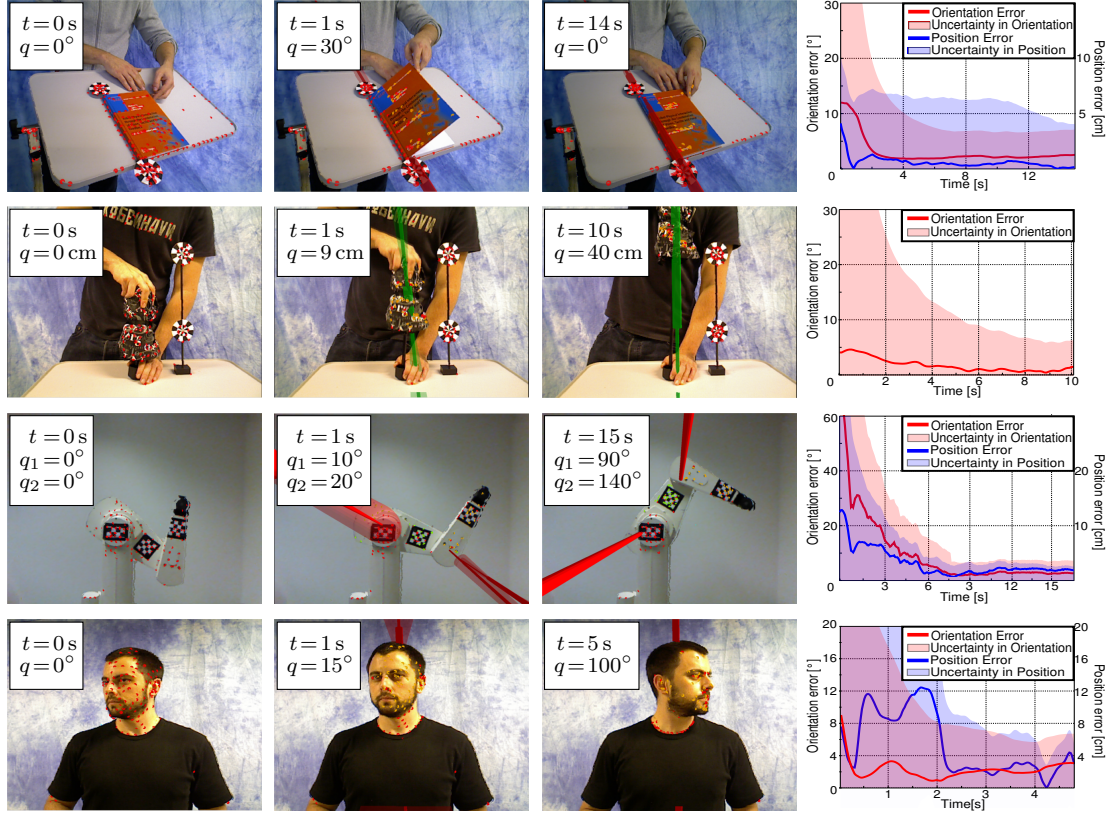 t = 0 s
q = 0°
t = 1 s
q = 30°
t = 14 s
q = 0°
30
20
10
0
Orientation error [°]
Orientation Error
Uncertainty in Orientation
Position Error
Uncertainty in Position
10
5
Position error [cm]
4 8 12
Time [s]
KØBENHAVN
t = 0 s
q = 0 cm
t = 1 s
q = 9 cm
t = 10 s
q = 40 cm
30
20
10
0
Orientation error [°]
Orientation Error
Uncertainty in Orientation
2 4 6 8 10
Time [s]
t = 0 s
q1 = 0°
q2 = 0°
t = 1 s
q1 = 10°
q2 = 20°
t = 15 s
q1 = 90°
q2 = 140°
60
40
20
0
Orientation error [°]
Orientation Error
Uncertainty in Orientation
Position Error
Uncertainty in Position
20
10
Position error [cm]
3 6 3 12 15
Time [s]
t = 0 s
q = 0°
t = 1 s
q = 15°
t = 5 s
q = 100°
20
16
12
8
4
0
Orientation error [°]
Orientation Error
Uncertainty in Orientation
Position Error
Uncertainty in Position
20
16
12
8
4
Position error [cm]
1 2 3 4
Time[s]